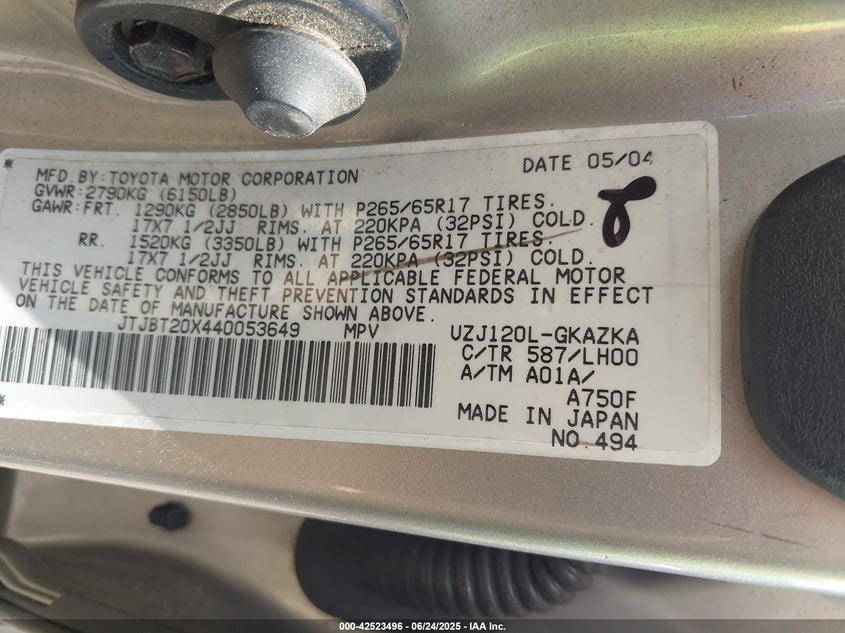 MFD. BY: TOYOTA MOTOR CORPORATION DATE 05/04
GVWR: 2790KG (6150LB)
GAWR: FRT. 1290KG (2850LB) WITH P265/65R17 TIRES.
17X7 1/2JJ RIMS. AT 220KPA (32PSI) COLD.
RR. 1520KG (3350LB) WITH P265/65R17 TIRES.
17X7 1/2JJ RIMS. AT 220KPA (32PSI) COLD.
THIS VEHICLE CONFORMS TO ALL APPLICABLE FEDERAL MOTOR
VEHICLE SAFETY AND THEFT PREVENTION STANDARDS IN EFFECT
ON THE DATE OF MANUFACTURE SHOWN ABOVE.
JTJBT20X440053649 MPV UZJ120L-GKAZKA
C/TR 587/LH00
A/TM A01A/
A750F
MADE IN JAPAN
NO.494
000-42523496 - 06/24/2025 - IAA Inc.